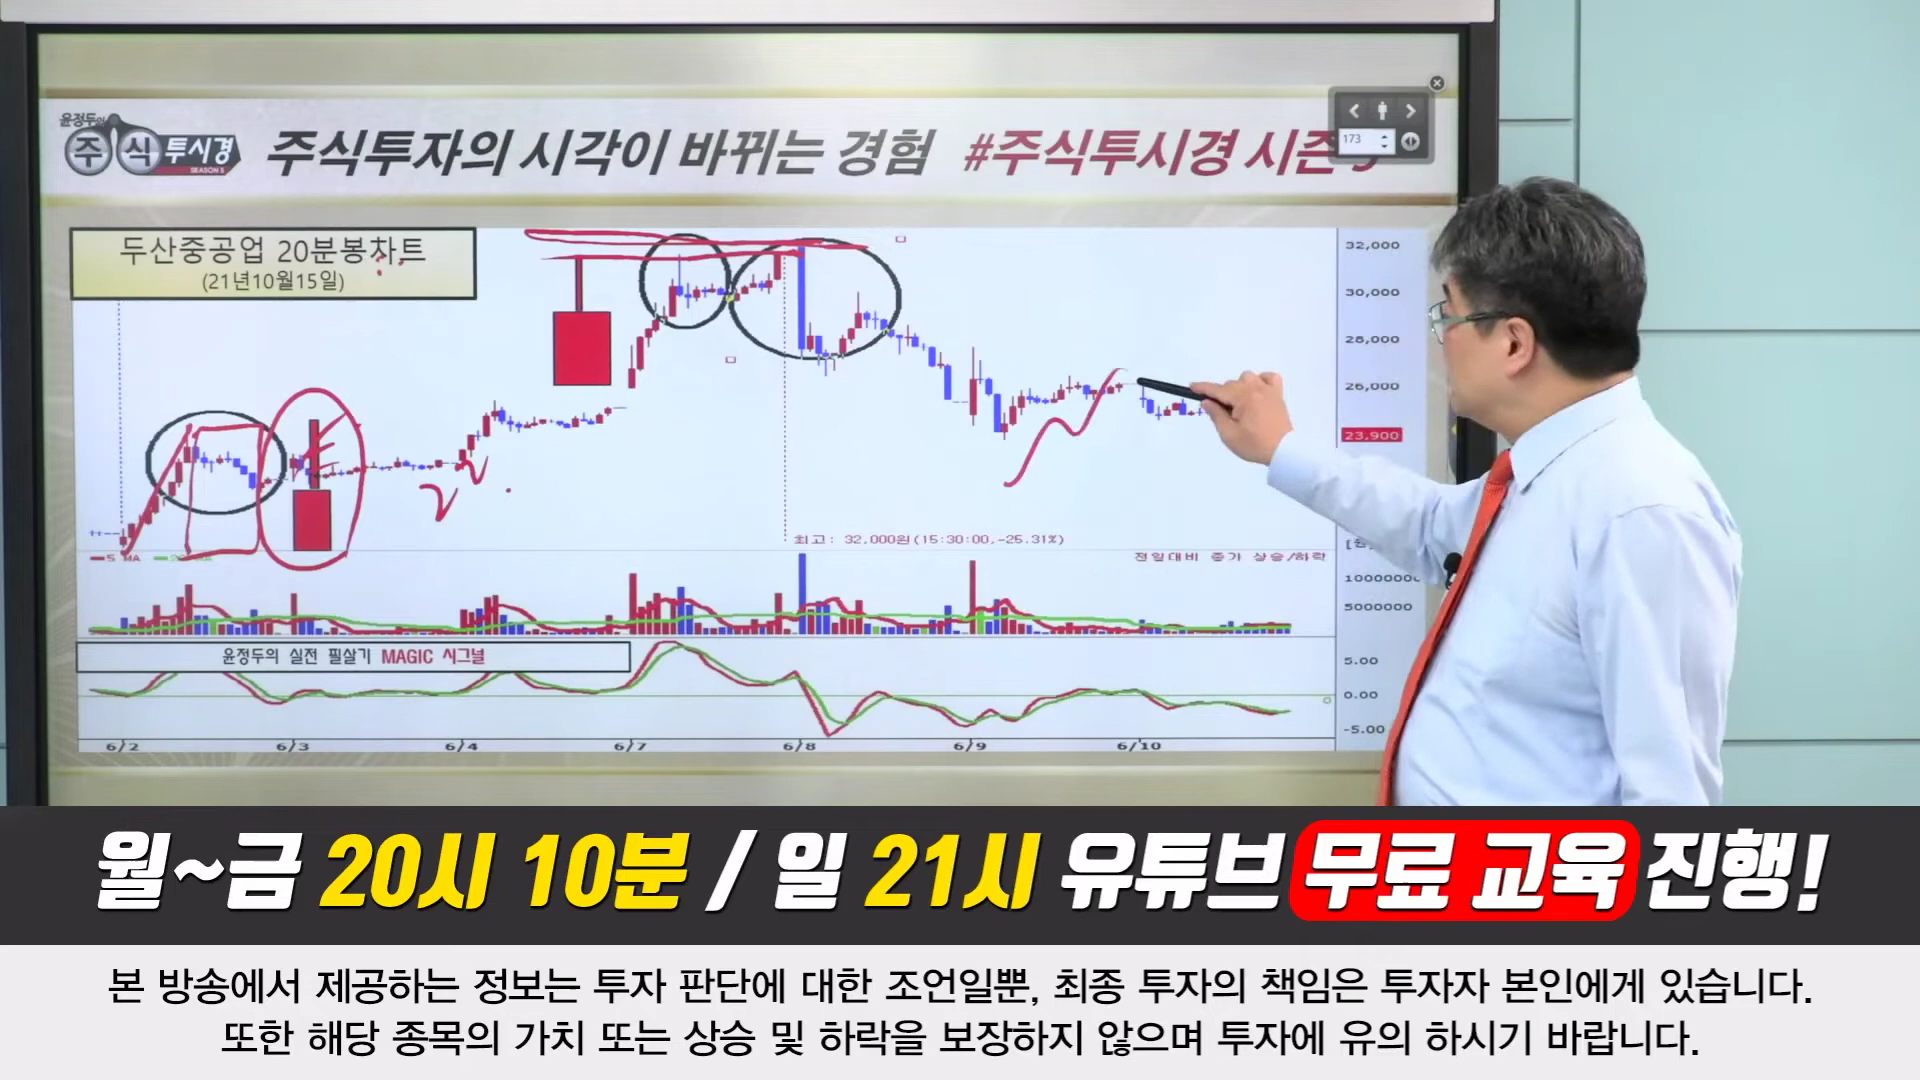 윤정두의
주식투시경
SEASON 5
주식투자의 시각이 바뀌는 경험 #주식투시경 시즌
173
두산중공업 20분봉차트
(21년10월15일)
32,000
30,000
28,000
26,000
23,900
최고: 32,000원(15:30:00,-25.31%)
5 MA
전일대비 종가 상승/하락
10000000
5000000
윤정두의 실전 필살기 MAGIC 시그널
5.00
0.00
-5.00
6/2 6/3 6/4 6/7 6/8 6/9 6/10
월~금 20시 10분 / 일 21시 유튜브 무료 교육 진행!
본 방송에서 제공하는 정보는 투자 판단에 대한 조언일뿐, 최종 투자의 책임은 투자자 본인에게 있습니다.
또한 해당 종목의 가치 또는 상승 및 하락을 보장하지 않으며 투자에 유의 하시기 바랍니다.